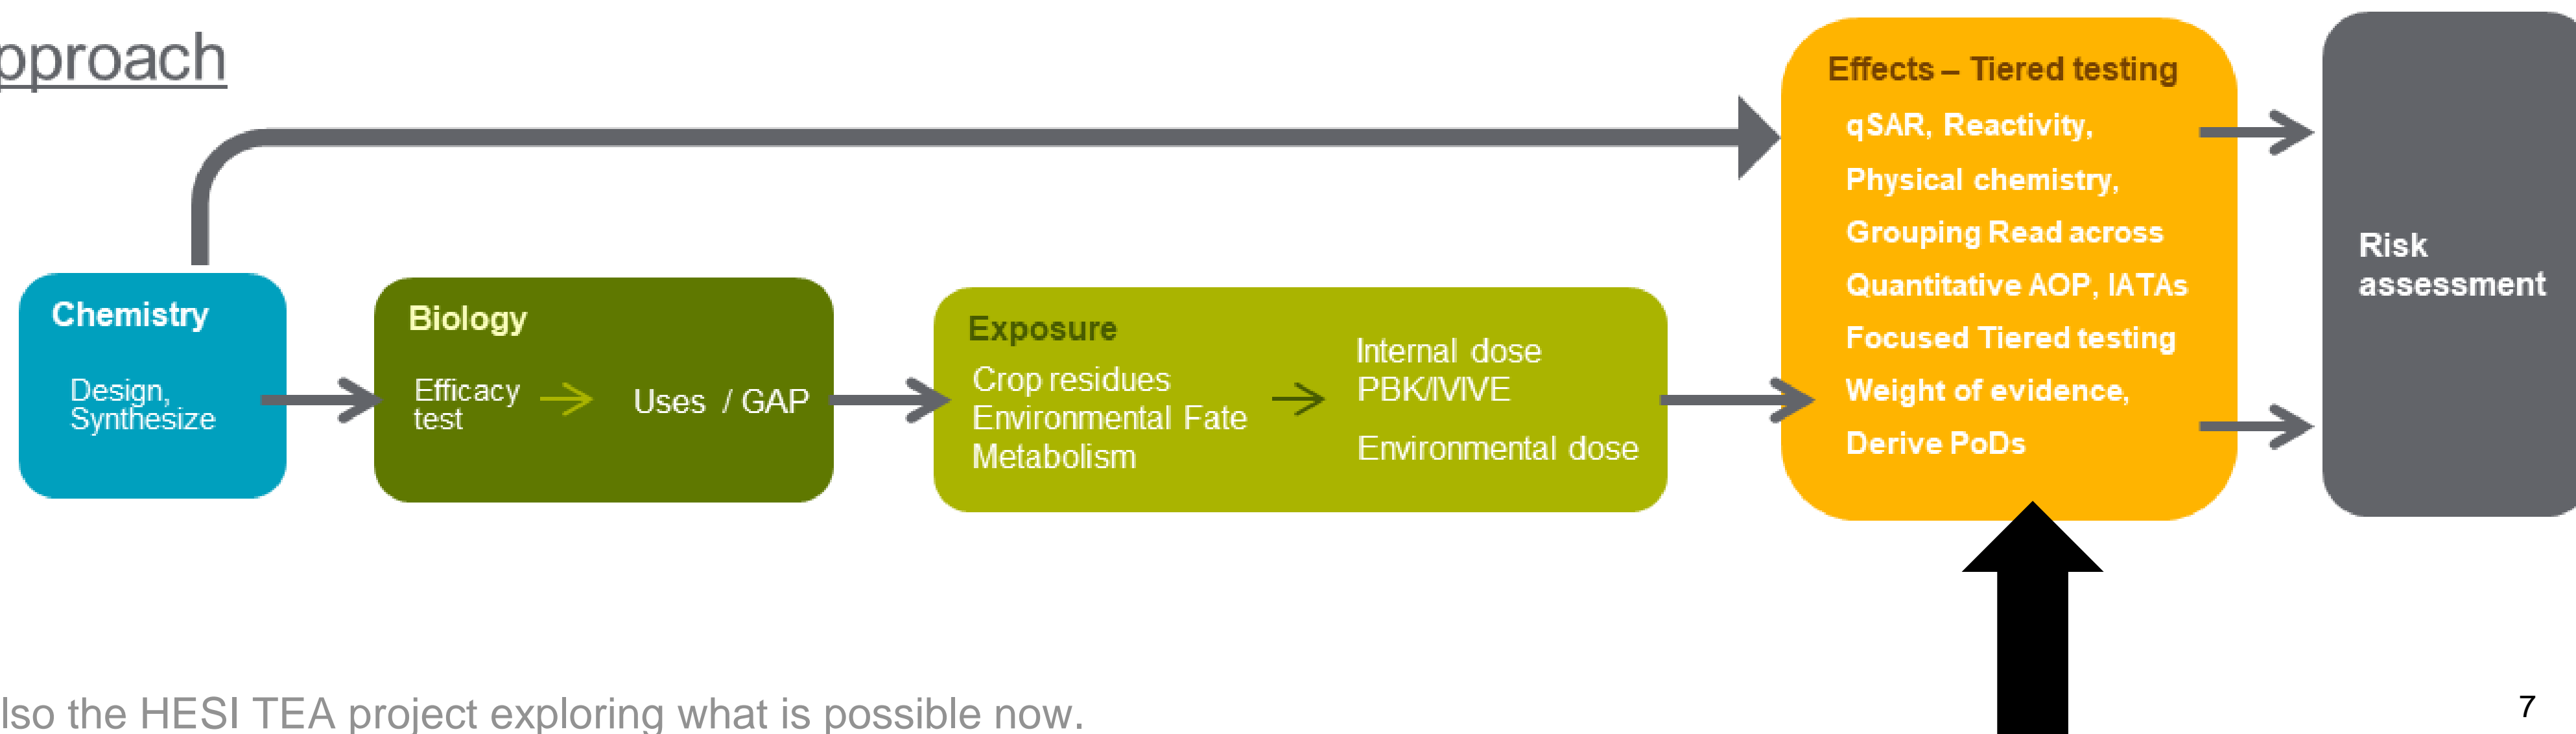 pproach
Chemistry
Design,
Synthesize
Biology
Efficacy
test
Uses / GAP
Exposure
Crop residues
Environmental Fate
Metabolism
Internal dose
PBK/IVIVE
Environmental dose
Effects – Tiered testing
qSAR, Reactivity,
Physical chemistry,
Grouping Read across
Quantitative AOP, IATAs
Focused Tiered testing
Weight of evidence,
Derive PoDs
Risk
assessment
lso the HESI TEA project exploring what is possible now.
7